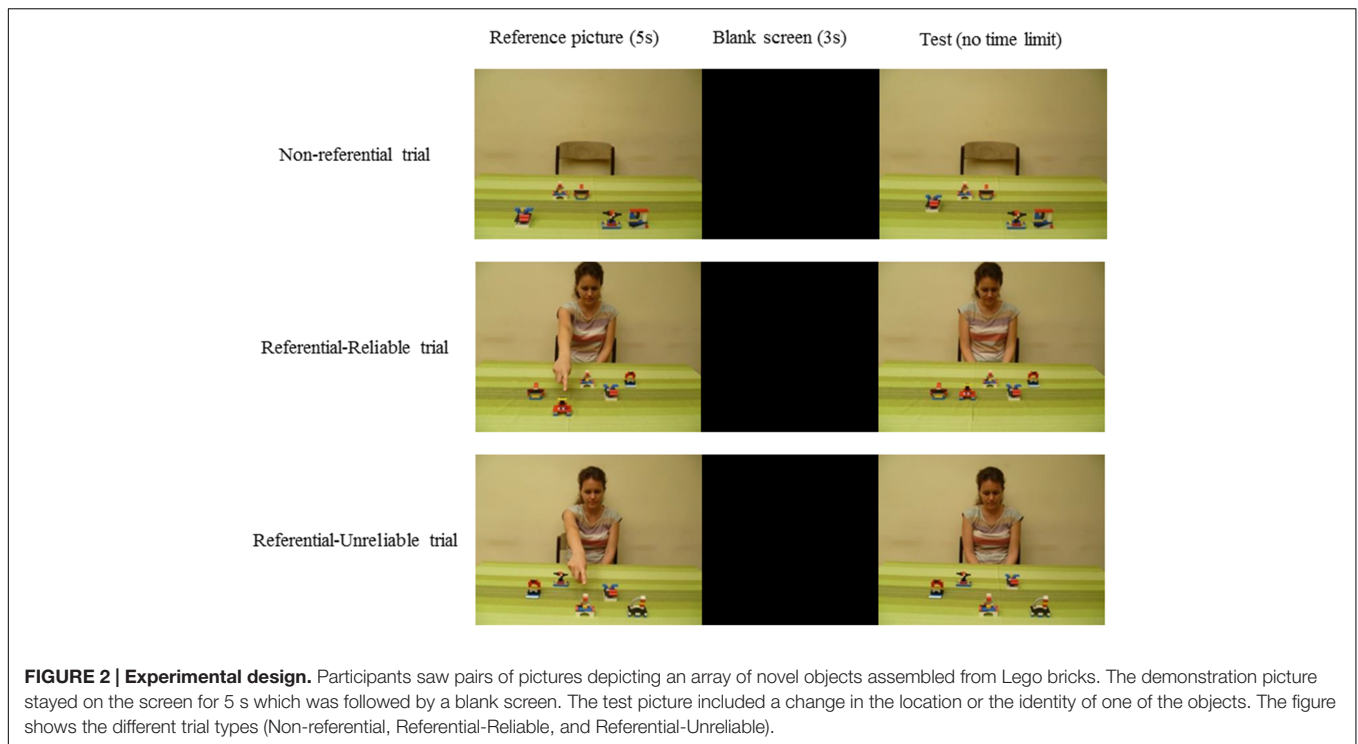 Reference picture (5s) Blank screen (3s) Test (no time limit)
Non-referential trial
Referential-Reliable trial
Referential-Unreliable trial
FIGURE 2 | Experimental design. Participants saw pairs of pictures depicting an array of novel objects assembled from Lego bricks. The demonstration picture
stayed on the screen for 5 s which was followed by a blank screen. The test picture included a change in the location or the identity of one of the objects. The figure
shows the different trial types (Non-referential, Referential-Reliable, and Referential-Unreliable).